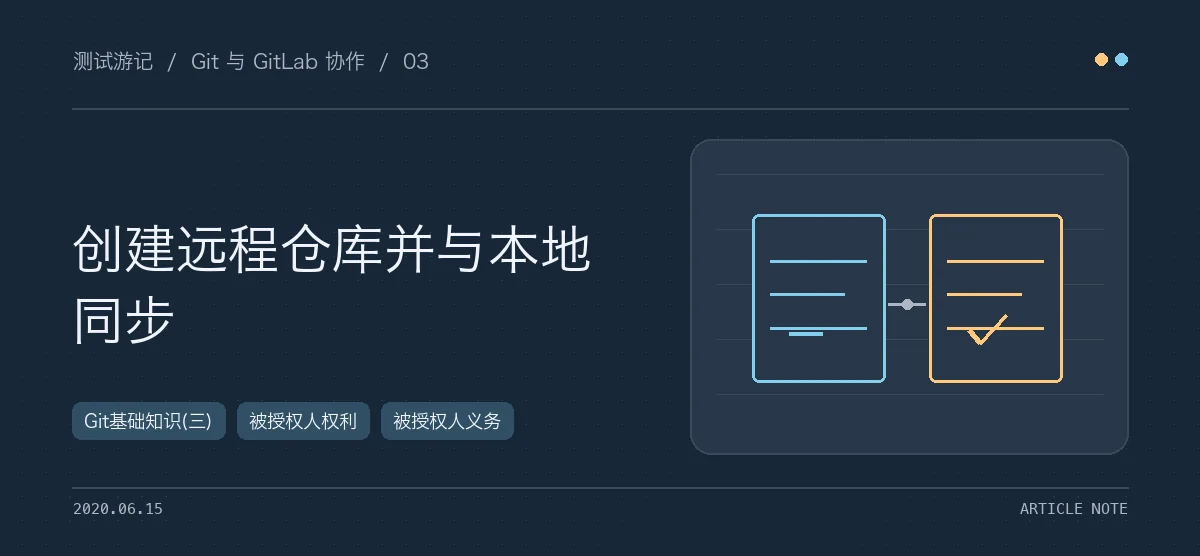 测试游记 / Git 与 GitLab 协作 / 03
创建远程仓库并与本地
同步
Git基础知识(三) 被授权人权利 被授权人义务
2020.06.15 ARTICLE NOTE